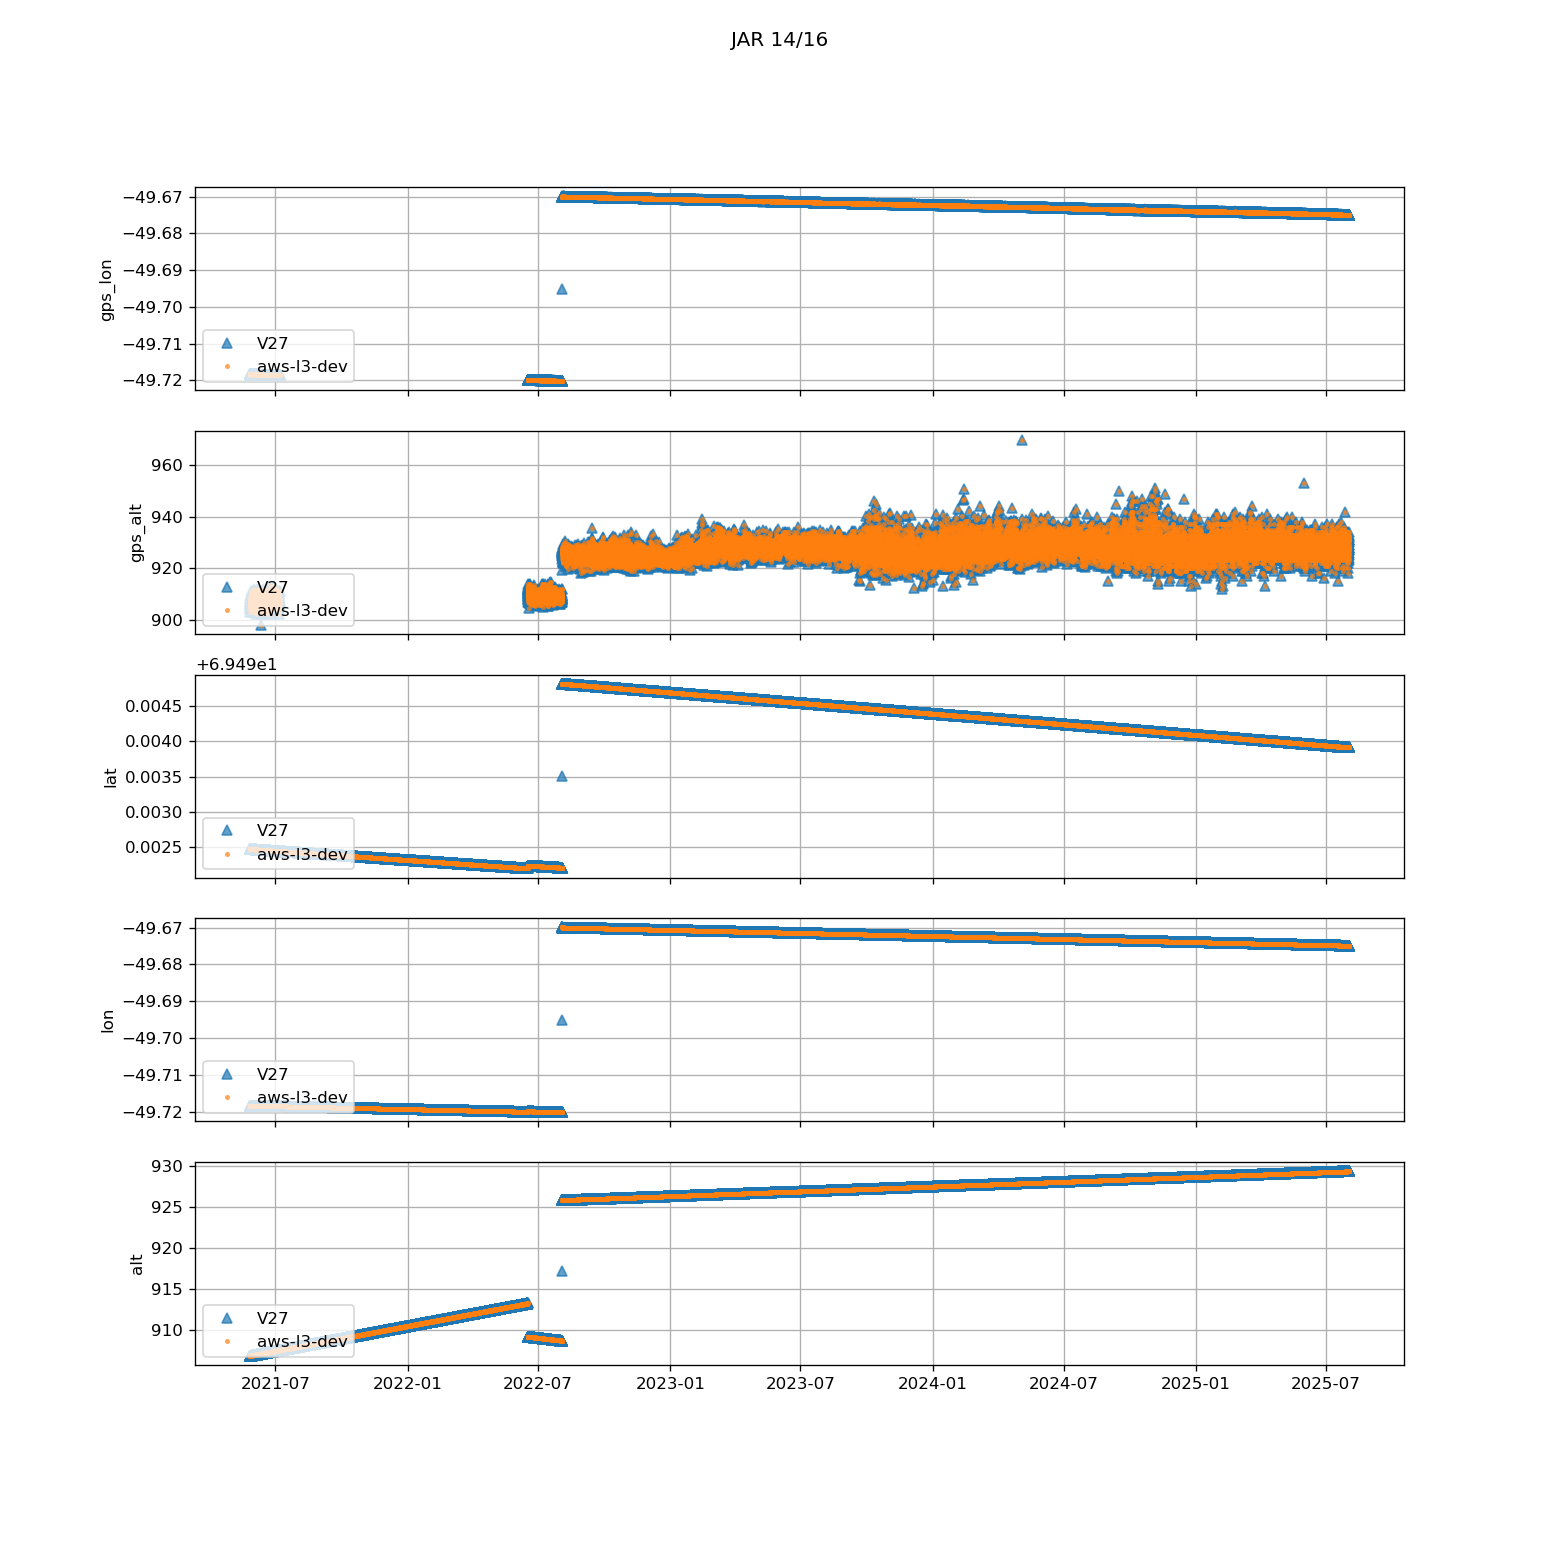 JAR 14/16
−49.67
−49.68
−49.69
−49.70
−49.71
−49.72
gps_lon
V27
aws-l3-dev
960
940
920
900
gps_alt
V27
aws-l3-dev
+6.949e1
0.0045
0.0040
0.0035
0.0030
0.0025
lat
V27
aws-l3-dev
−49.67
−49.68
−49.69
−49.70
−49.71
−49.72
lon
V27
aws-l3-dev
930
925
920
915
910
alt
V27
aws-l3-dev
2021-07 2022-01 2022-07 2023-01 2023-07 2024-01 2024-07 2025-01 2025-07